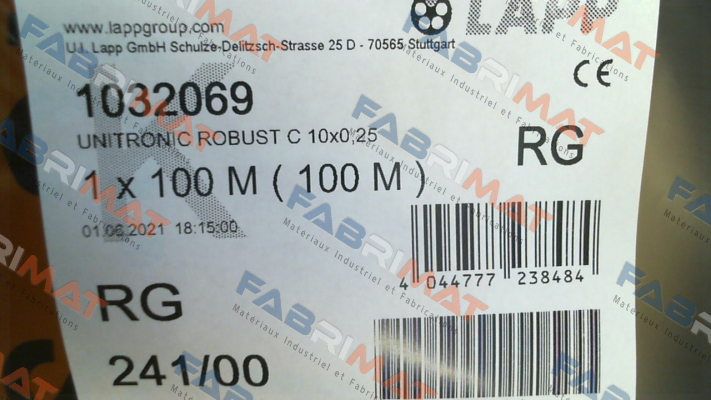 www.lappgroup.com
LAPP
U.I. Lapp GmbH Schulze-Delitzsch-Strasse 25 D - 70565 Stuttgart
CE
1032069
UNITRONIC ROBUST C 10x0,25
RG
1 x 100 M ( 100 M )
01.06.2021 18:15:00
4 044777 238484
RG
241/00
FABRIMAT
Materiaux Industriel et Fabrications